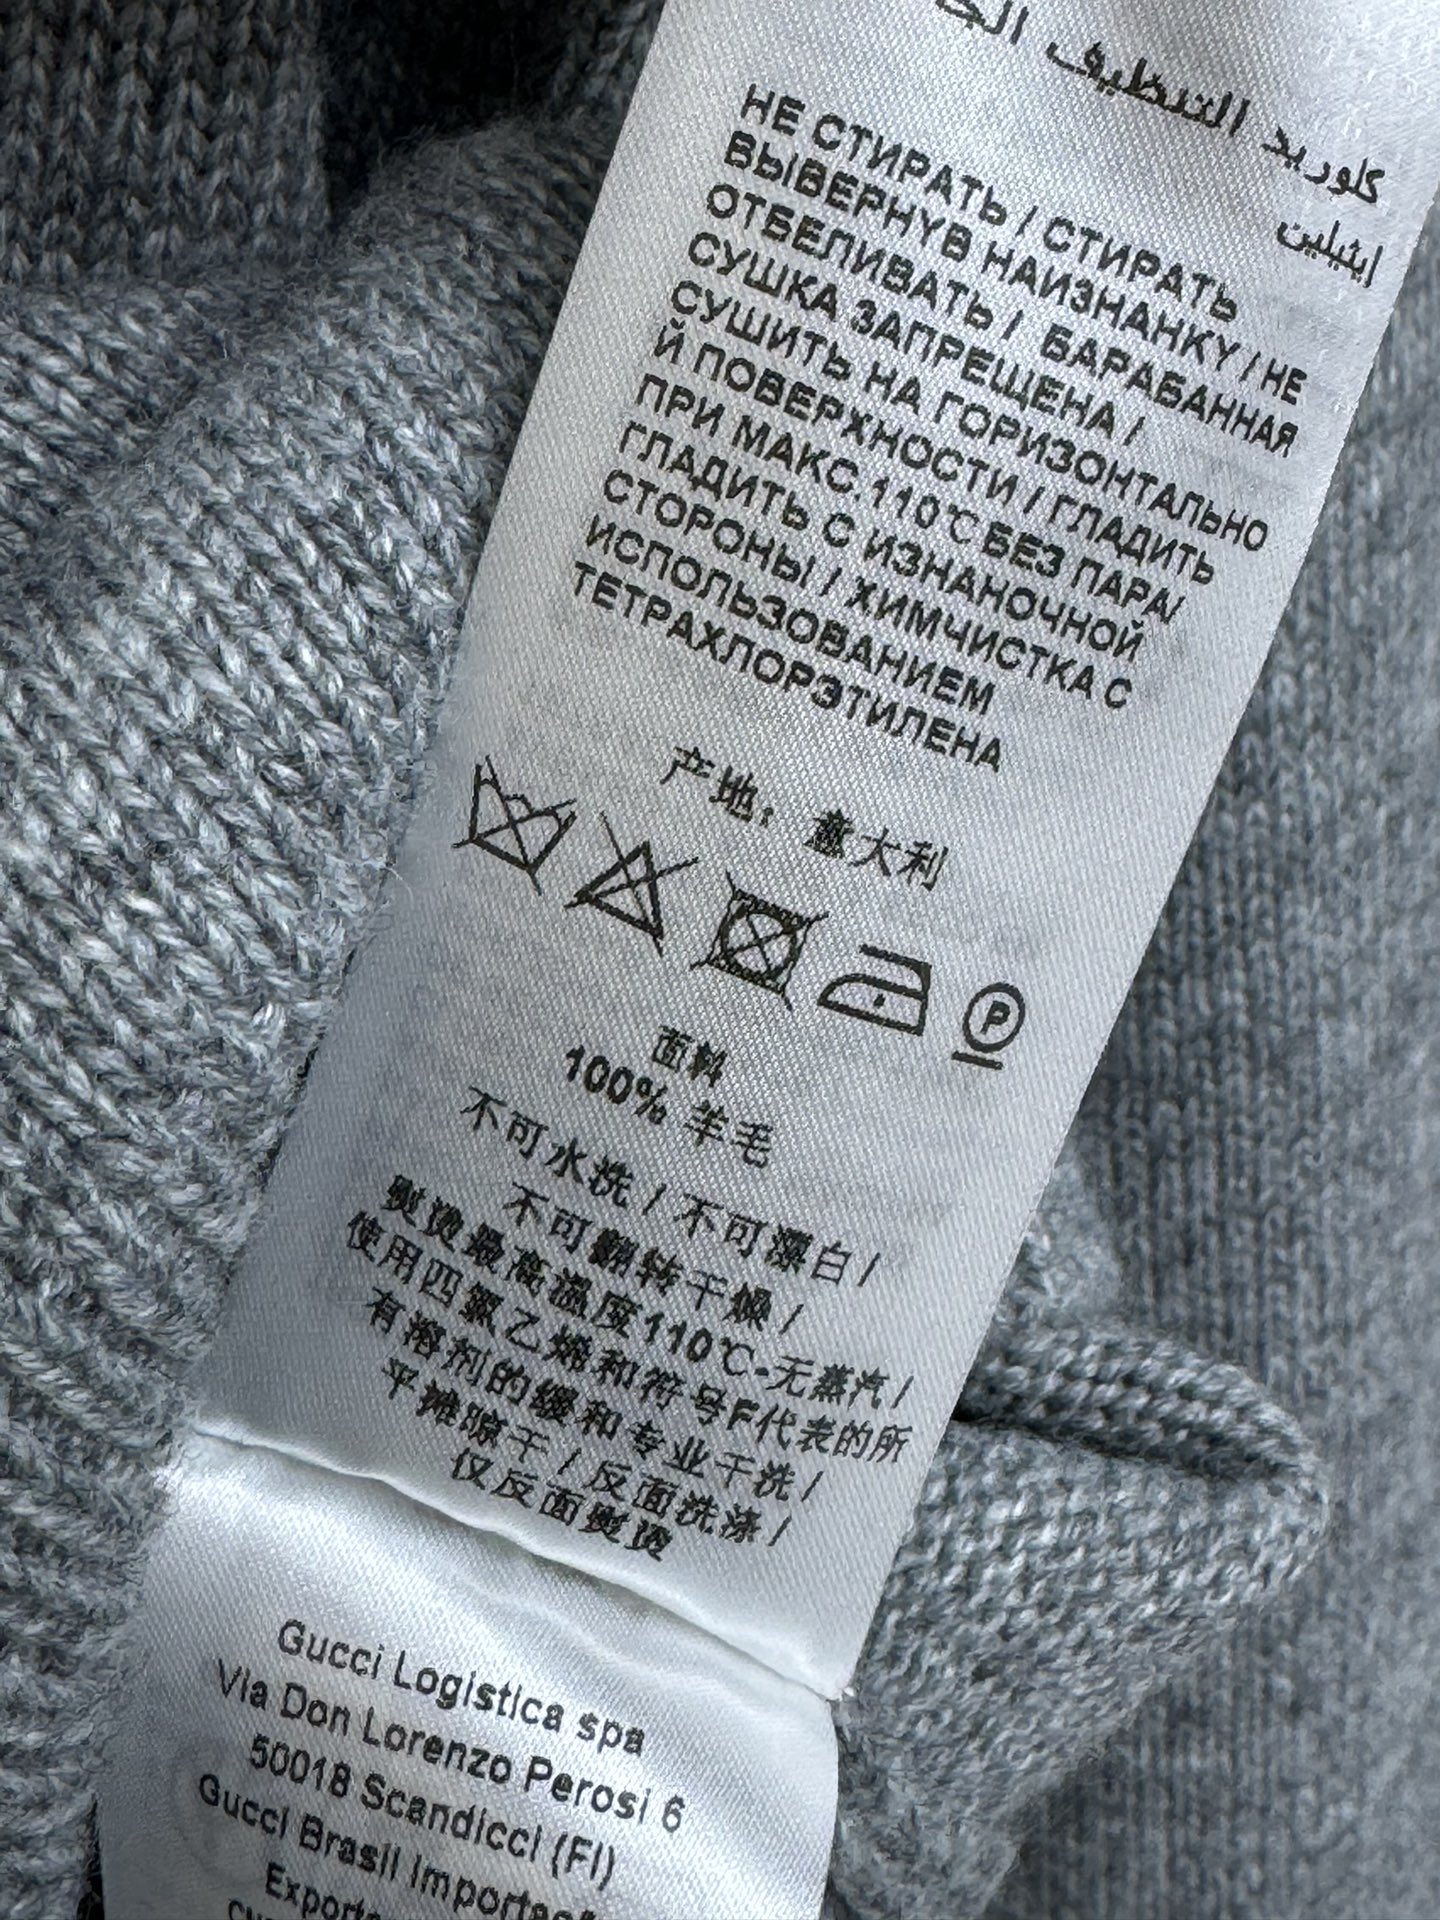 كلوريد التنظيف
إيثيلين
НЕ СТИРАТЬ / СТИРАТЬ
ВЫВЕРНУВ НАИЗНАНКУ / НЕ
ОТБЕЛИВАТЬ / БАРАБАННАЯ
СУШКА ЗАПРЕЩЕНА /
СУШИТЬ НА ГОРИЗОНТАЛЬНО
Й ПОВЕРХНОСТИ / ГЛАДИТЬ
ПРИ МАКС.110℃ БЕЗ ПАРА/
ГЛАДИТЬ С ИЗНАНОЧНОЙ
СТОРОНЫ / ХИМЧИСТКА С
ИСПОЛЬЗОВАНИЕМ
ТЕТРАХЛОРЭТИЛЕНА
产地：意大利
P
面料
100% 羊毛
不可水洗 / 不可漂白 /
不可翻转干燥 /
熨烫最高温度110℃-无蒸汽 /
使用四氯乙烯和符号F代表的所
有溶剂的缓和专业干洗 /
平摊晾干 / 反面洗涤 /
仅反面熨烫
Gucci Logistica spa
Via Don Lorenzo Perosi 6
50018 Scandicci (FI)
Gucci Brasil